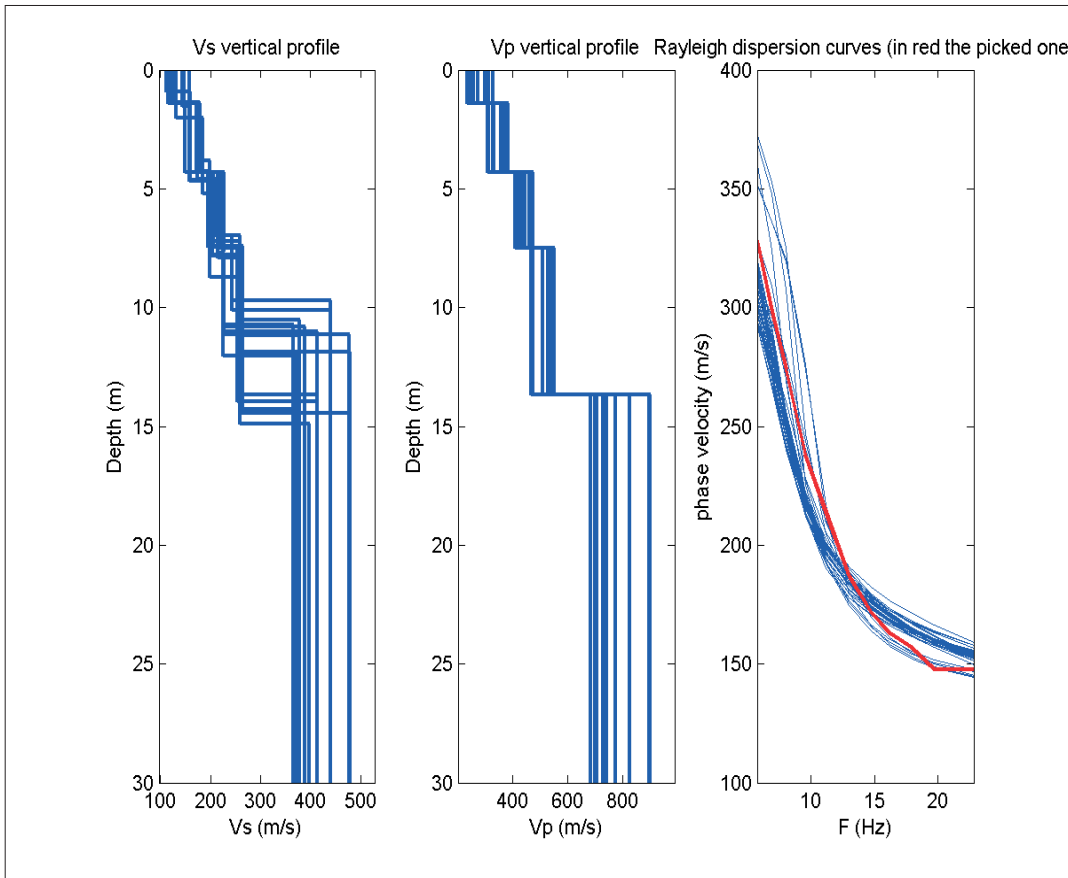 Vs vertical profile
Vp vertical profile
Rayleigh dispersion curves (in red the picked one
0
5
10
15
20
25
30
Depth (m)
100 200 300 400 500
Vs (m/s)
0
5
10
15
20
25
30
Depth (m)
400 600 800
Vp (m/s)
400
350
300
250
200
150
100
phase velocity (m/s)
10 15 20
F (Hz)